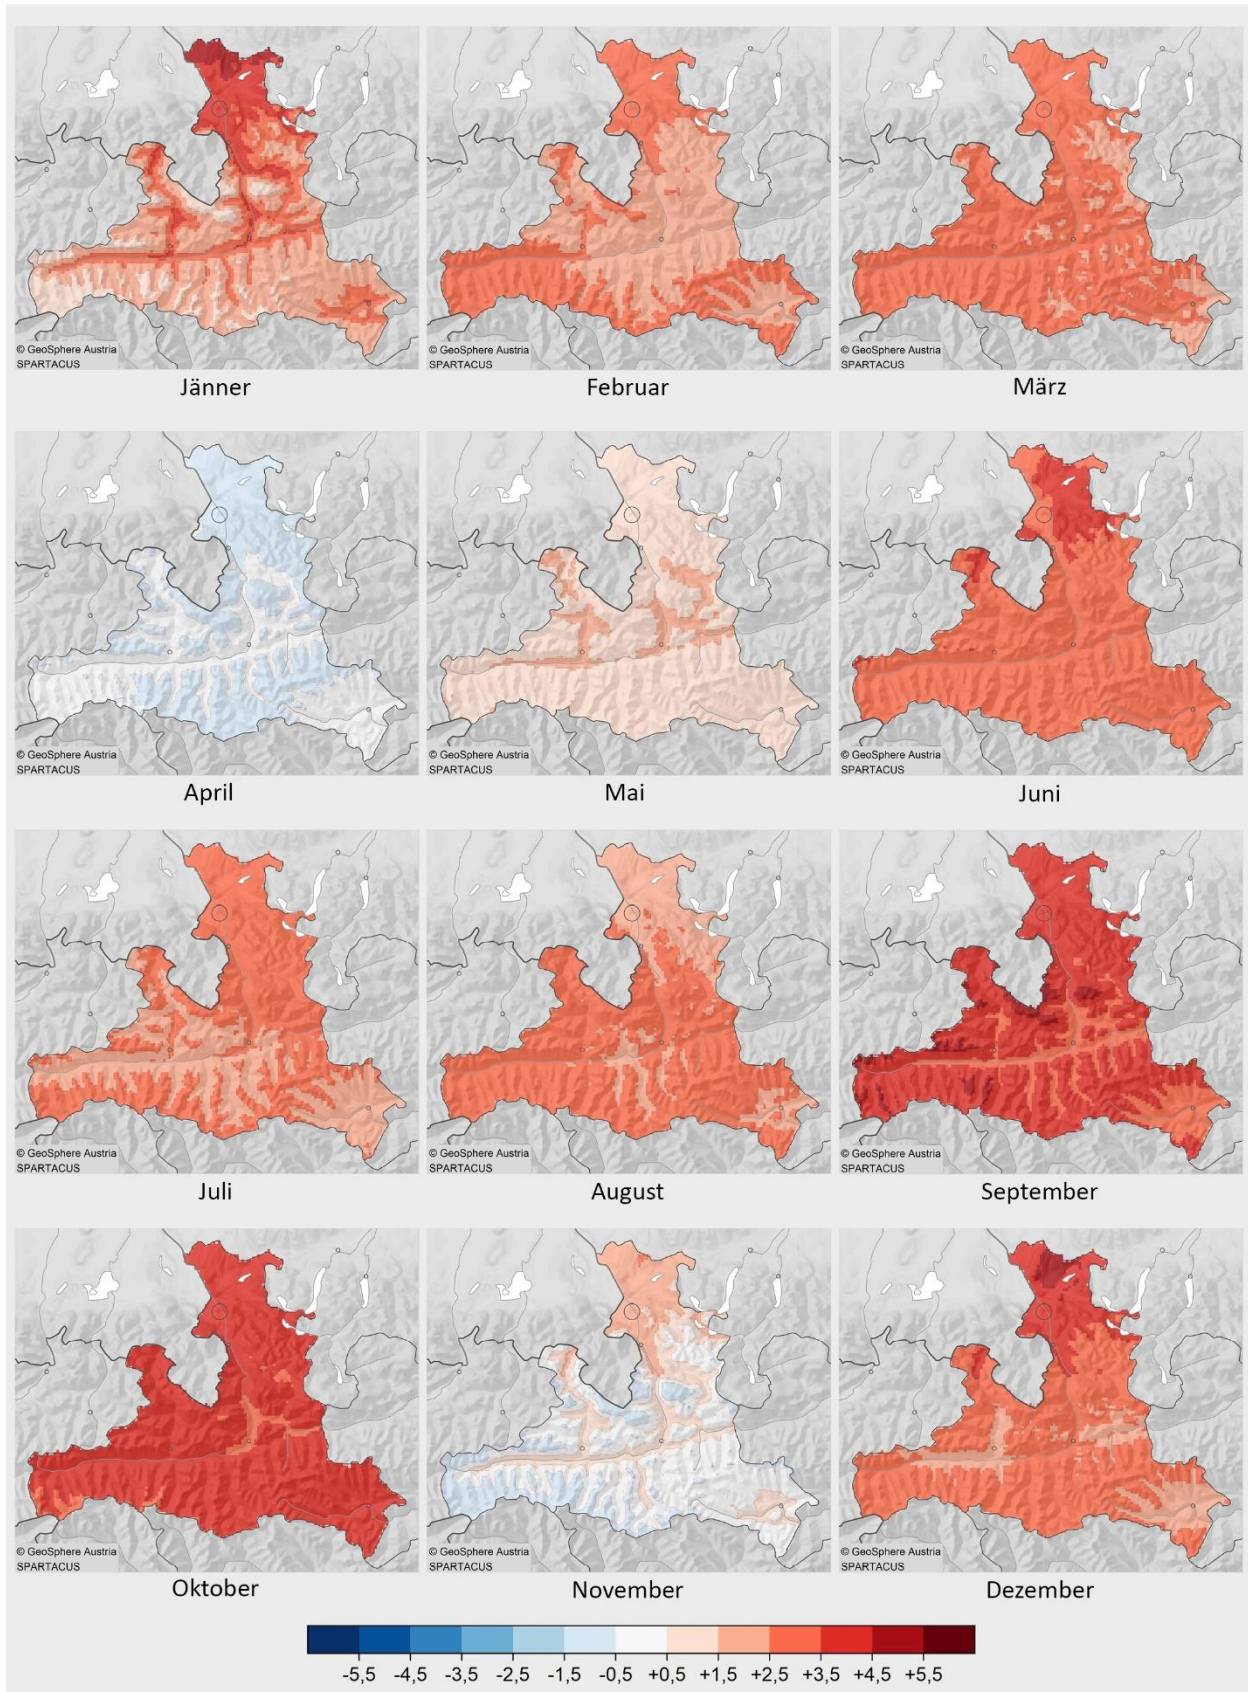 © GeoSphere Austria
SPARTACUS
Jänner
© GeoSphere Austria
SPARTACUS
Februar
© GeoSphere Austria
SPARTACUS
März
© GeoSphere Austria
SPARTACUS
April
© GeoSphere Austria
SPARTACUS
Mai
© GeoSphere Austria
SPARTACUS
Juni
© GeoSphere Austria
SPARTACUS
Juli
© GeoSphere Austria
SPARTACUS
August
© GeoSphere Austria
SPARTACUS
September
© GeoSphere Austria
SPARTACUS
Oktober
© GeoSphere Austria
SPARTACUS
November
© GeoSphere Austria
SPARTACUS
Dezember
-5,5 -4,5 -3,5 -2,5 -1,5 -0,5 +0,5 +1,5 +2,5 +3,5 +4,5 +5,5